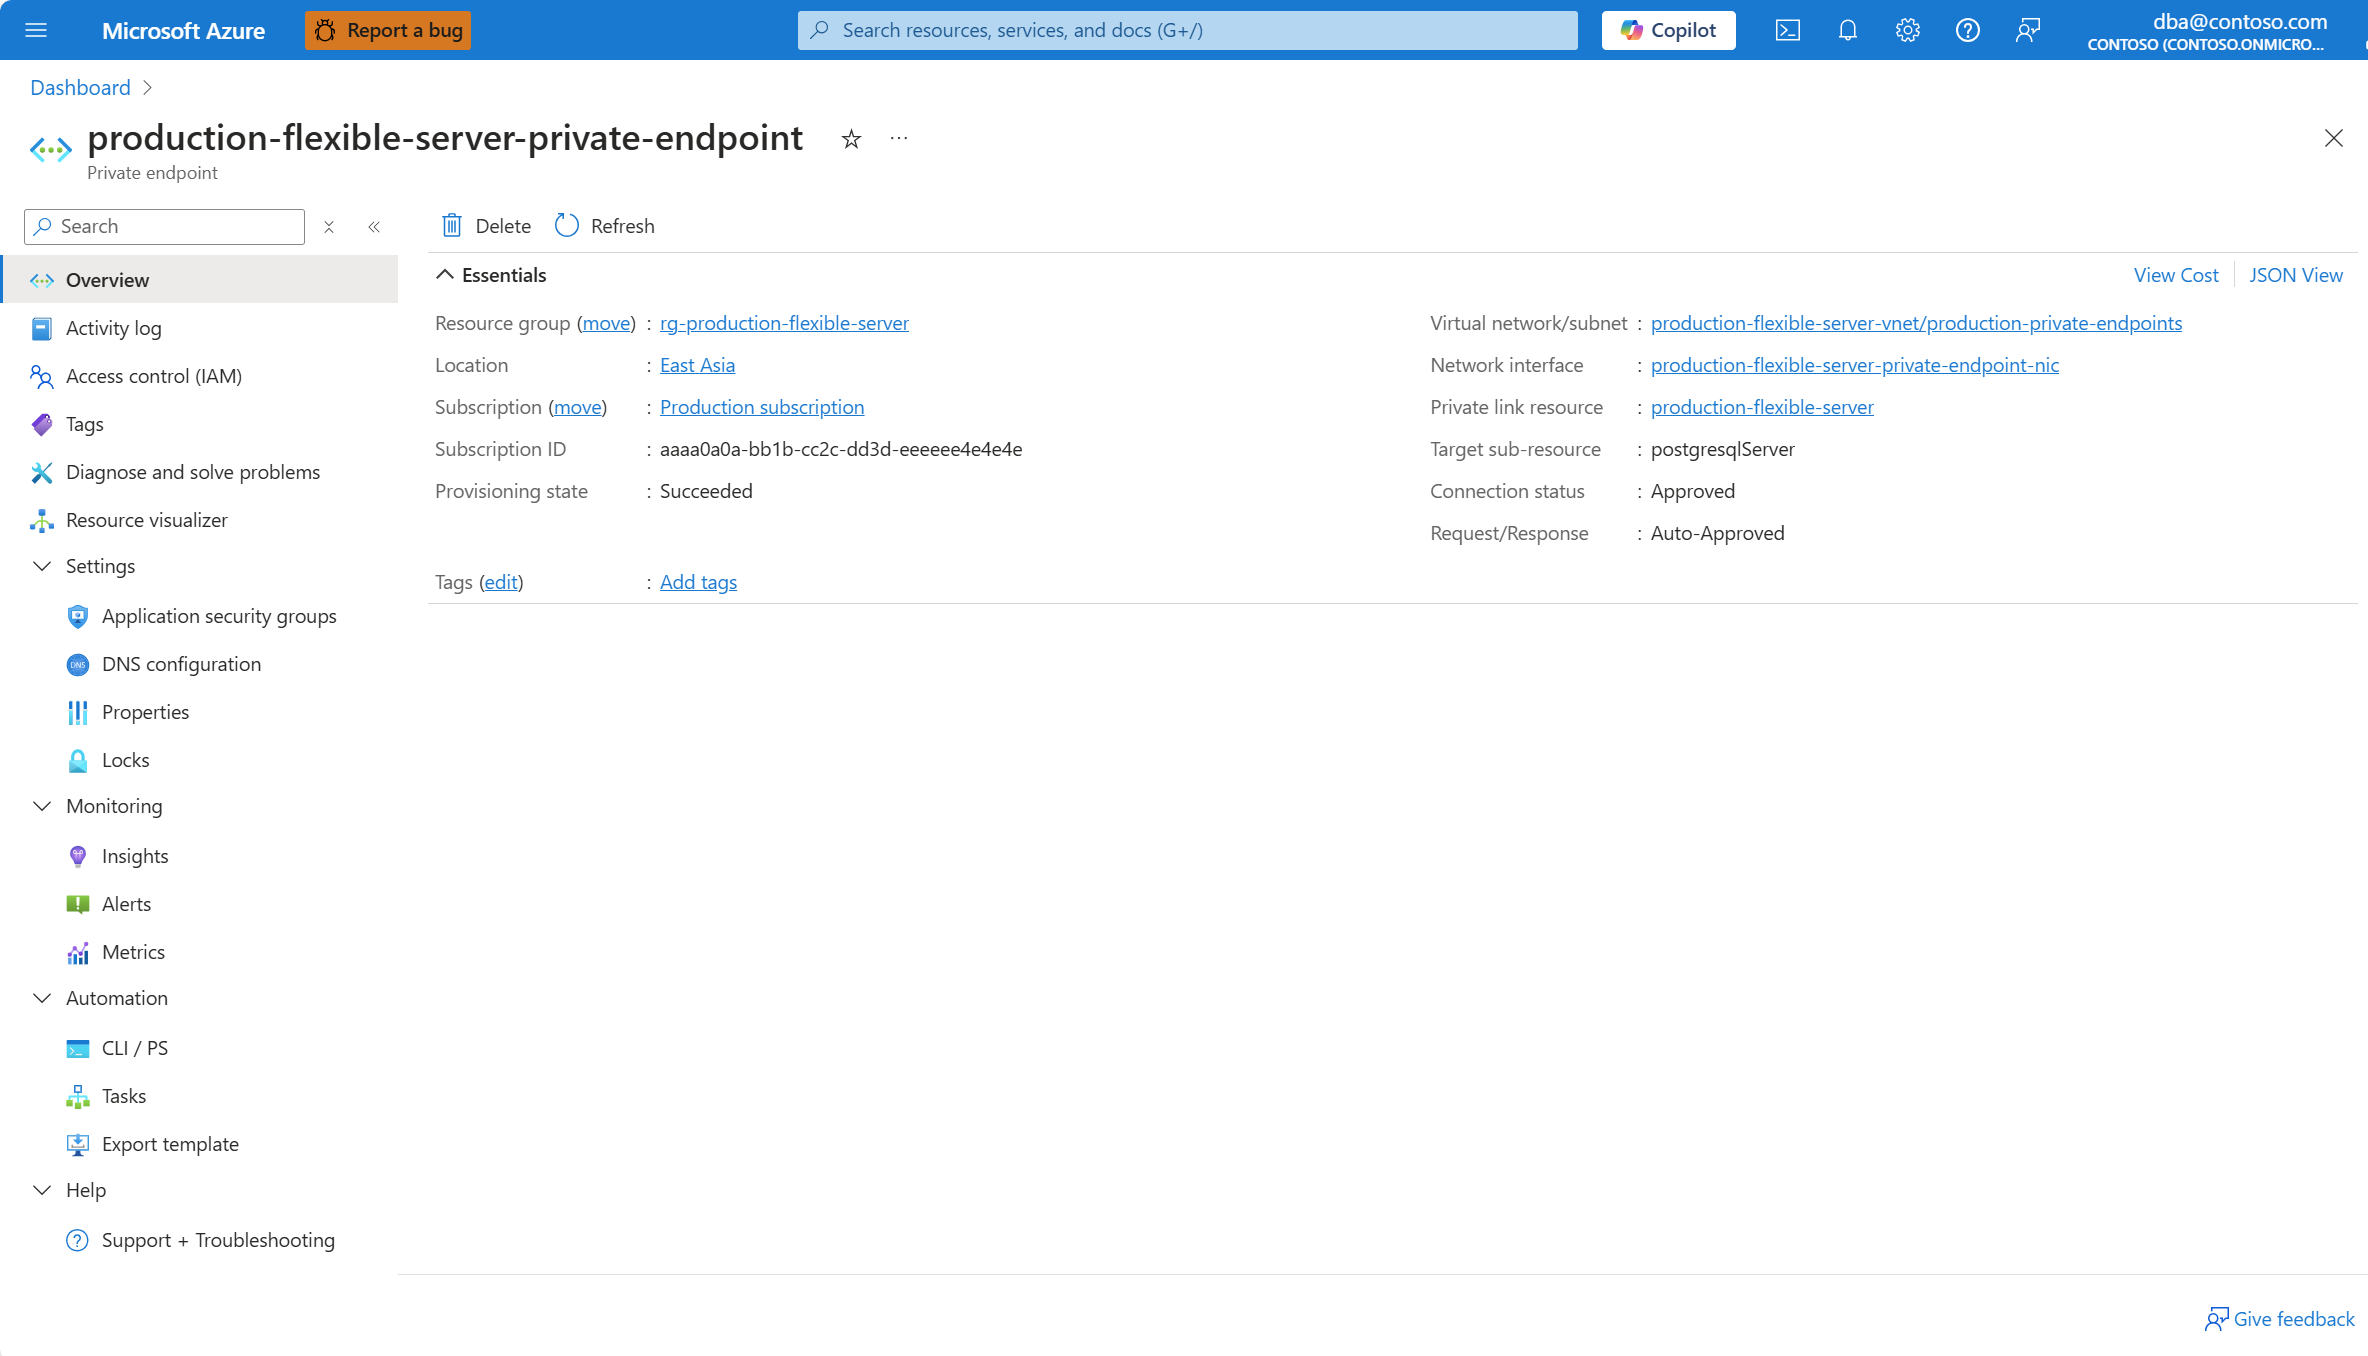 Microsoft Azure
Report a bug
Search resources, services, and docs (G+/)
Copilot
dba@contoso.com
CONTOSO (CONTOSO.ONMICRO...
Dashboard
production-flexible-server-private-endpoint
Private endpoint
Search
Overview
Activity log
Access control (IAM)
Tags
Diagnose and solve problems
Resource visualizer
Settings
Application security groups
DNS configuration
Properties
Locks
Monitoring
Insights
Alerts
Metrics
Automation
CLI / PS
Tasks
Export template
Help
Support + Troubleshooting
Delete
Refresh
Essentials
View Cost
JSON View
Resource group (move) : rg-production-flexible-server
Location : East Asia
Subscription (move) : Production subscription
Subscription ID : aaaa0a0a-bb1b-cc2c-dd3d-eeeeee4e4e4e
Provisioning state : Succeeded
Virtual network/subnet : production-flexible-server-vnet/production-private-endpoints
Network interface : production-flexible-server-private-endpoint-nic
Private link resource : production-flexible-server
Target sub-resource : postgresqlServer
Connection status : Approved
Request/Response : Auto-Approved
Tags (edit) : Add tags
Give feedback